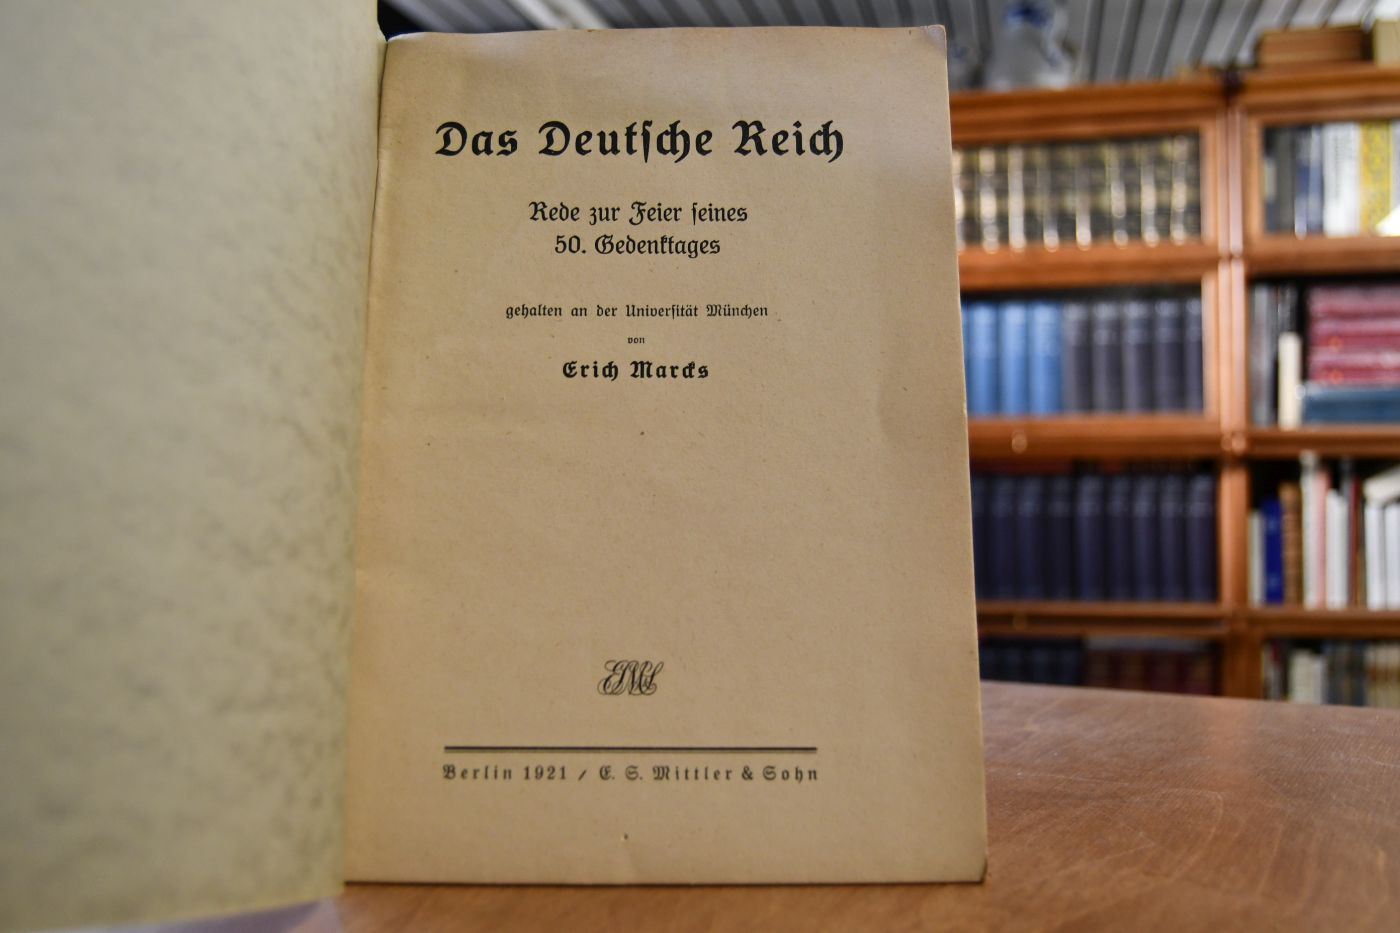 Das Deutſche Reich
Rede zur Feier ſeines
50. Gedenktages
gehalten an der Univerſität München
von
Erich Marcks
EMS
Berlin 1921 / E. S. Mittler & Sohn